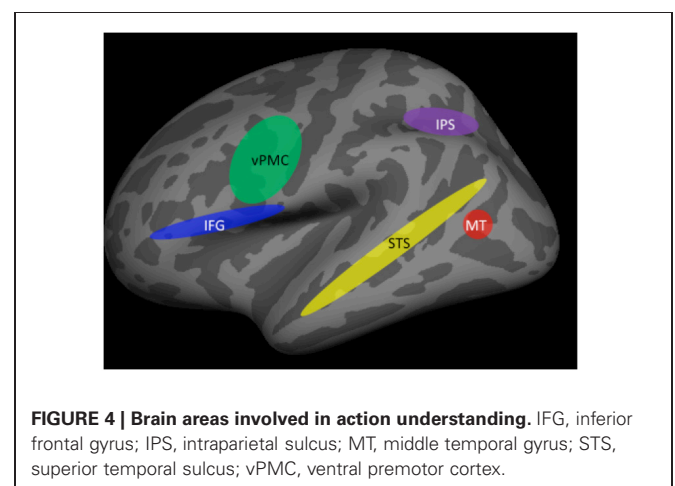 IPS
vPMC
IFG
MT
STS
FIGURE 4 | Brain areas involved in action understanding. IFG, inferior
frontal gyrus; IPS, intraparietal sulcus; MT, middle temporal gyrus; STS,
superior temporal sulcus; vPMC, ventral premotor cortex.